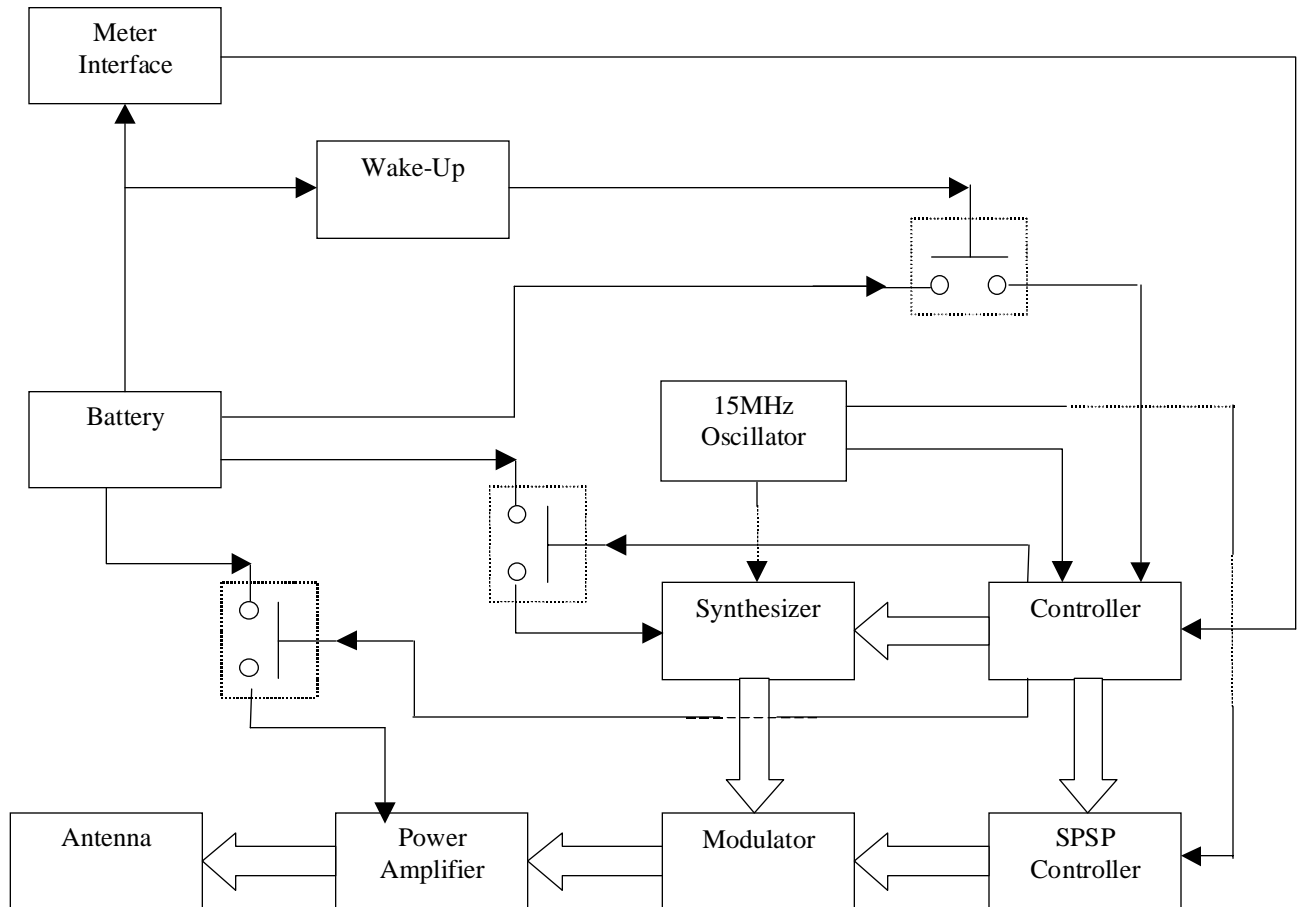 Meter
Interface
Wake-Up
Battery
15MHz
Oscillator
Synthesizer
Controller
Antenna
Power
Amplifier
Modulator
SPSP
Controller